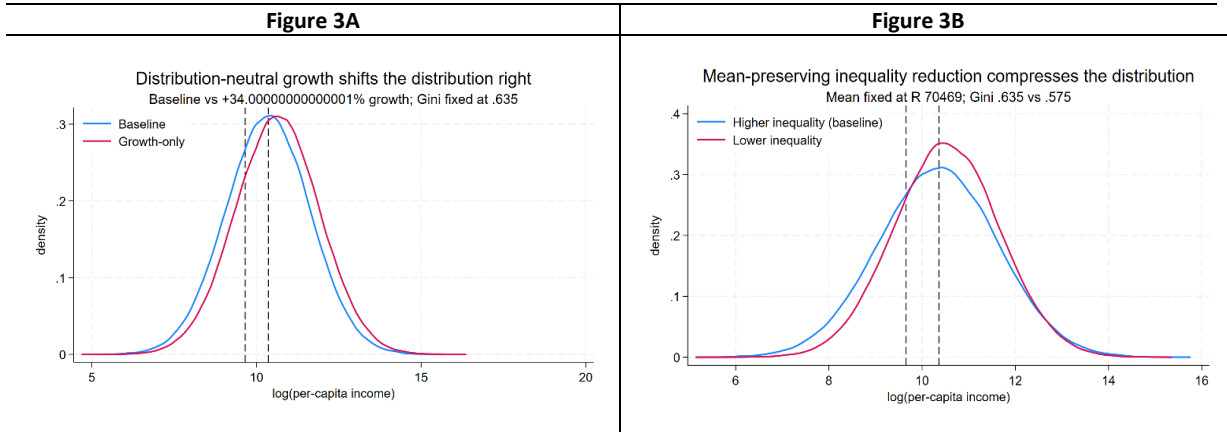 Figure 3A
Distribution-neutral growth shifts the distribution right
Baseline vs +34.00000000000001% growth; Gini fixed at .635
Baseline
Growth-only
.3
.2
.1
0
density
5
10
15
20
log(per-capita income)
Figure 3B
Mean-preserving inequality reduction compresses the distribution
Mean fixed at R 70469; Gini .635 vs .575
Higher inequality (baseline)
Lower inequality
.4
.3
.2
.1
0
density
6
8
10
12
14
16
log(per-capita income)